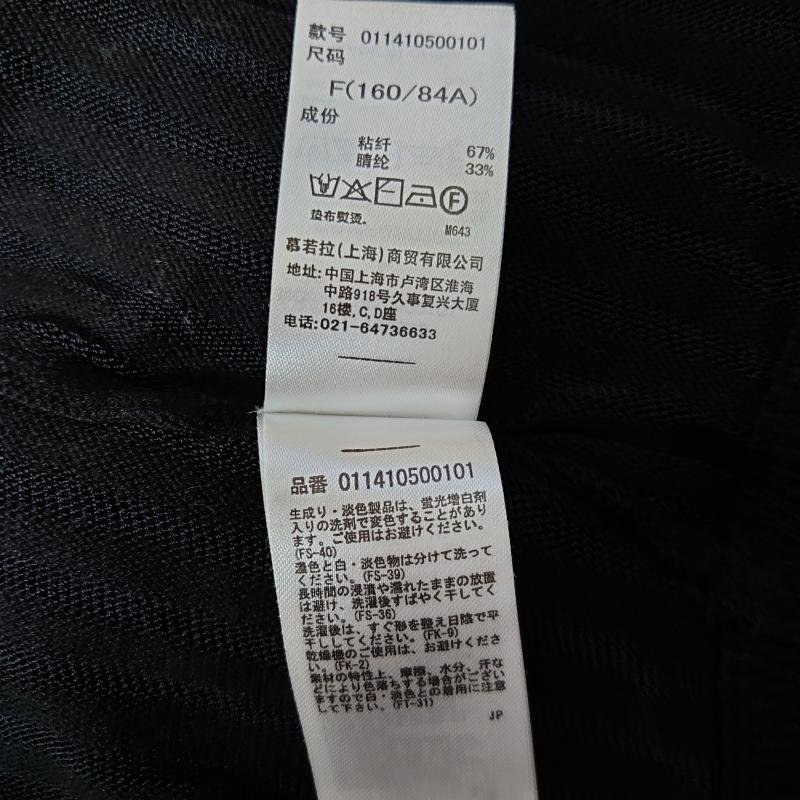 款号 011410500101
尺码
F(160/84A)
成份
粘纤 67%
腈纶 33%
F
垫布熨烫.
M643
慕若拉(上海)商贸有限公司
地址:中国上海市卢湾区淮海
中路918号久事复兴大厦
16楼,C,D座
电话:021-64736633
品番 011410500101
生成り・淡色製品は、蛍光増白剤
入りの洗剤で変色することがあり
ます。ご使用はお避けください。
(FS-40)
濃色と白・淡色物は分けて洗って
ください。(FS-39)
長時間の浸漬や濡れたままの放置
は避け、洗濯後すばやく干してく
ださい。(FS-36)
洗濯後は、すぐ形を整え日陰で平
干ししてください。(FK-9)
乾燥機のご使用は、お避けくださ
い。(FK-2)
素材の特性上、摩擦、水分、汗な
どにより色落ちする場合がござい
ますので白・淡色との着用に注意
して下さい。(FT-31)
JP